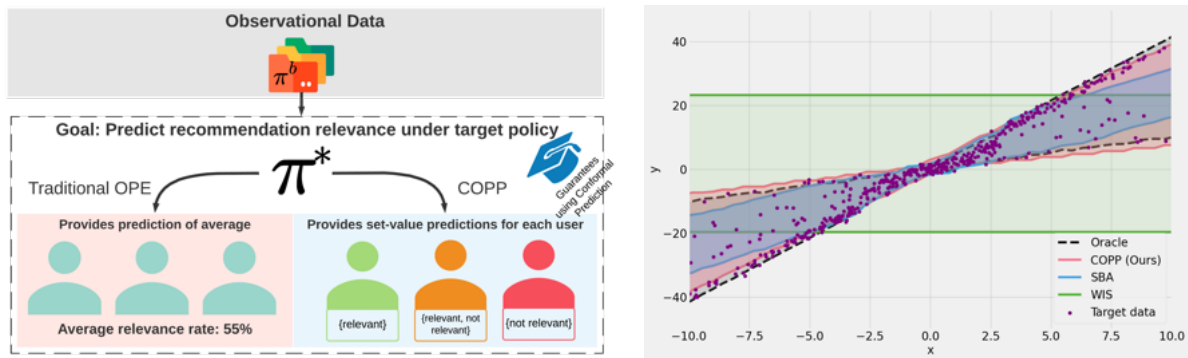 Observational Data
π^b
Goal: Predict recommendation relevance under target policy
π*
Traditional OPE
COPP
Guarantees
using Conformal
Prediction
Provides prediction of average
Provides set-value predictions for each user
{relevant}
{relevant, not
relevant}
{not relevant}
Average relevance rate: 55%
40
20
0
−20
−40
y
−10.0 −7.5 −5.0 −2.5 0.0 2.5 5.0 7.5 10.0
x
Oracle
COPP (Ours)
SBA
WIS
Target data